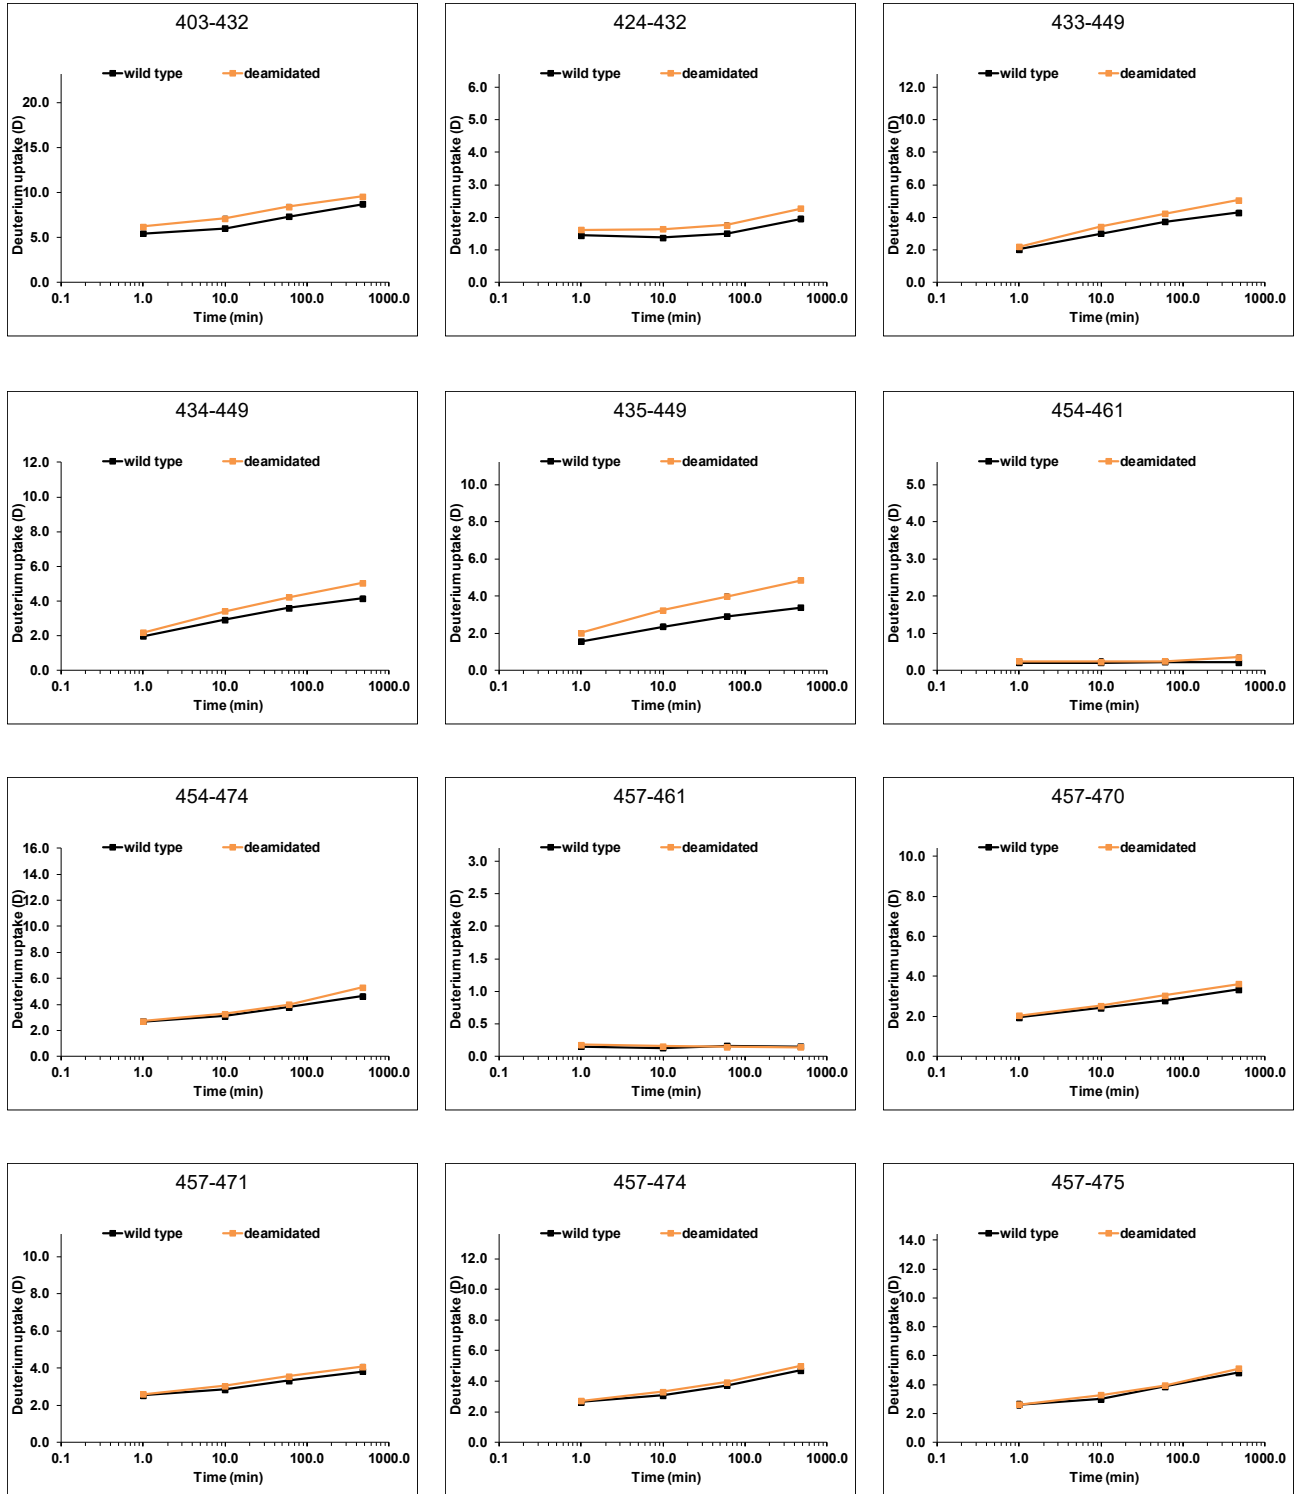 403-432
wild type deamidated
Deuterium uptake (D)
20.0
15.0
10.0
5.0
0.0
0.1 1.0 10.0 100.0 1000.0
Time (min)
424-432
wild type deamidated
Deuterium uptake (D)
6.0
5.0
4.0
3.0
2.0
1.0
0.0
0.1 1.0 10.0 100.0 1000.0
Time (min)
433-449
wild type deamidated
Deuterium uptake (D)
12.0
10.0
8.0
6.0
4.0
2.0
0.0
0.1 1.0 10.0 100.0 1000.0
Time (min)
434-449
wild type deamidated
Deuterium uptake (D)
12.0
10.0
8.0
6.0
4.0
2.0
0.0
0.1 1.0 10.0 100.0 1000.0
Time (min)
435-449
wild type deamidated
Deuterium uptake (D)
10.0
8.0
6.0
4.0
2.0
0.0
0.1 1.0 10.0 100.0 1000.0
Time (min)
454-461
wild type deamidated
Deuterium uptake (D)
5.0
4.0
3.0
2.0
1.0
0.0
0.1 1.0 10.0 100.0 1000.0
Time (min)
454-474
wild type deamidated
Deuterium uptake (D)
16.0
14.0
12.0
10.0
8.0
6.0
4.0
2.0
0.0
0.1 1.0 10.0 100.0 1000.0
Time (min)
457-461
wild type deamidated
Deuterium uptake (D)
3.0
2.5
2.0
1.5
1.0
0.5
0.0
0.1 1.0 10.0 100.0 1000.0
Time (min)
457-470
wild type deamidated
Deuterium uptake (D)
10.0
8.0
6.0
4.0
2.0
0.0
0.1 1.0 10.0 100.0 1000.0
Time (min)
457-471
wild type deamidated
Deuterium uptake (D)
10.0
8.0
6.0
4.0
2.0
0.0
0.1 1.0 10.0 100.0 1000.0
Time (min)
457-474
wild type deamidated
Deuterium uptake (D)
12.0
10.0
8.0
6.0
4.0
2.0
0.0
0.1 1.0 10.0 100.0 1000.0
Time (min)
457-475
wild type deamidated
Deuterium uptake (D)
14.0
12.0
10.0
8.0
6.0
4.0
2.0
0.0
0.1 1.0 10.0 100.0 1000.0
Time (min)